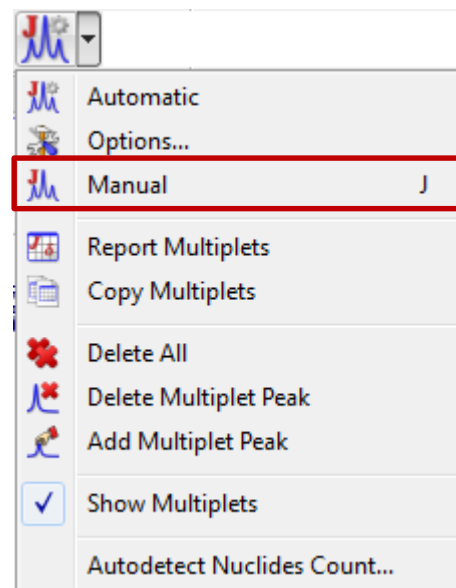 Automatic
Options...
Manual J
Report Multiplets
Copy Multiplets
Delete All
Delete Multiplet Peak
Add Multiplet Peak
Show Multiplets
Autodetect Nuclides Count...